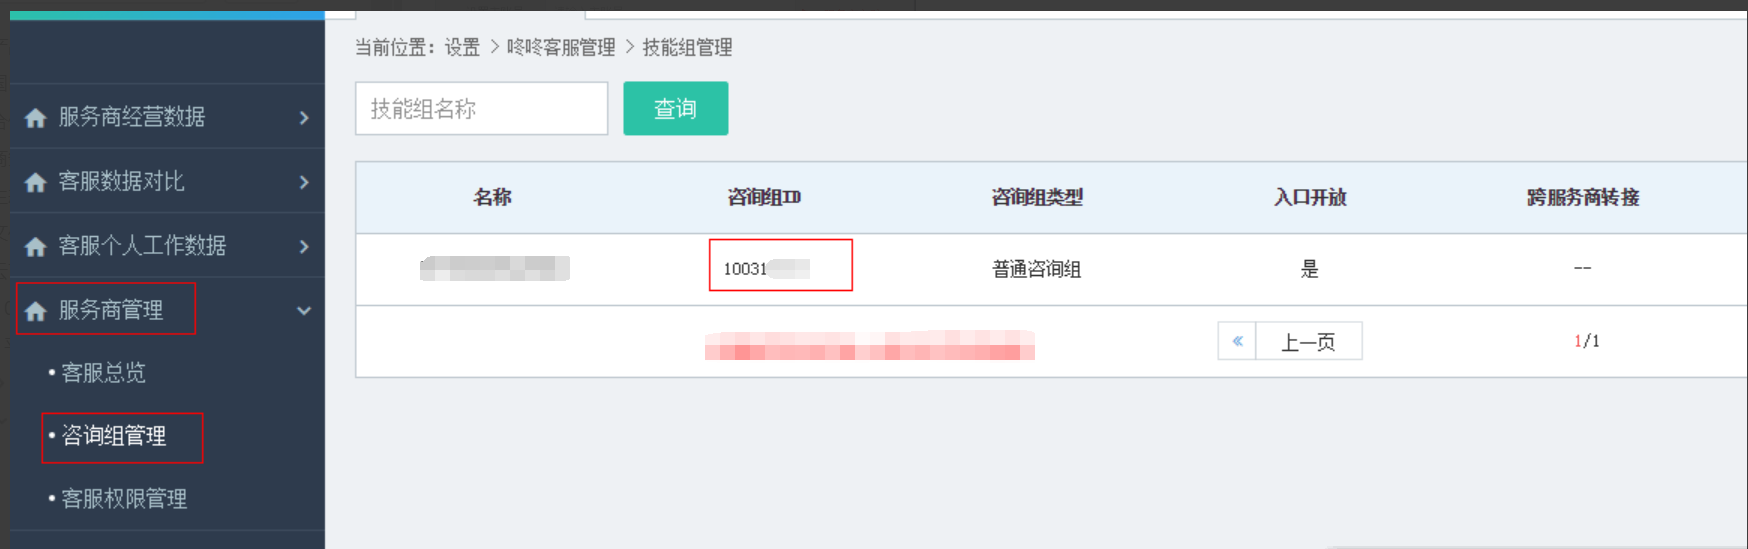 当前位置：设置 > 咚咚客服管理 > 技能组管理
技能组名称
查询
服务商经营数据
客服数据对比
客服个人工作数据
服务商管理
• 客服总览
• 咨询组管理
• 客服权限管理
名称 咨询组ID 咨询组类型 入口开放 跨服务商转接
10031 普通咨询组 是 --
« 上一页 1/1